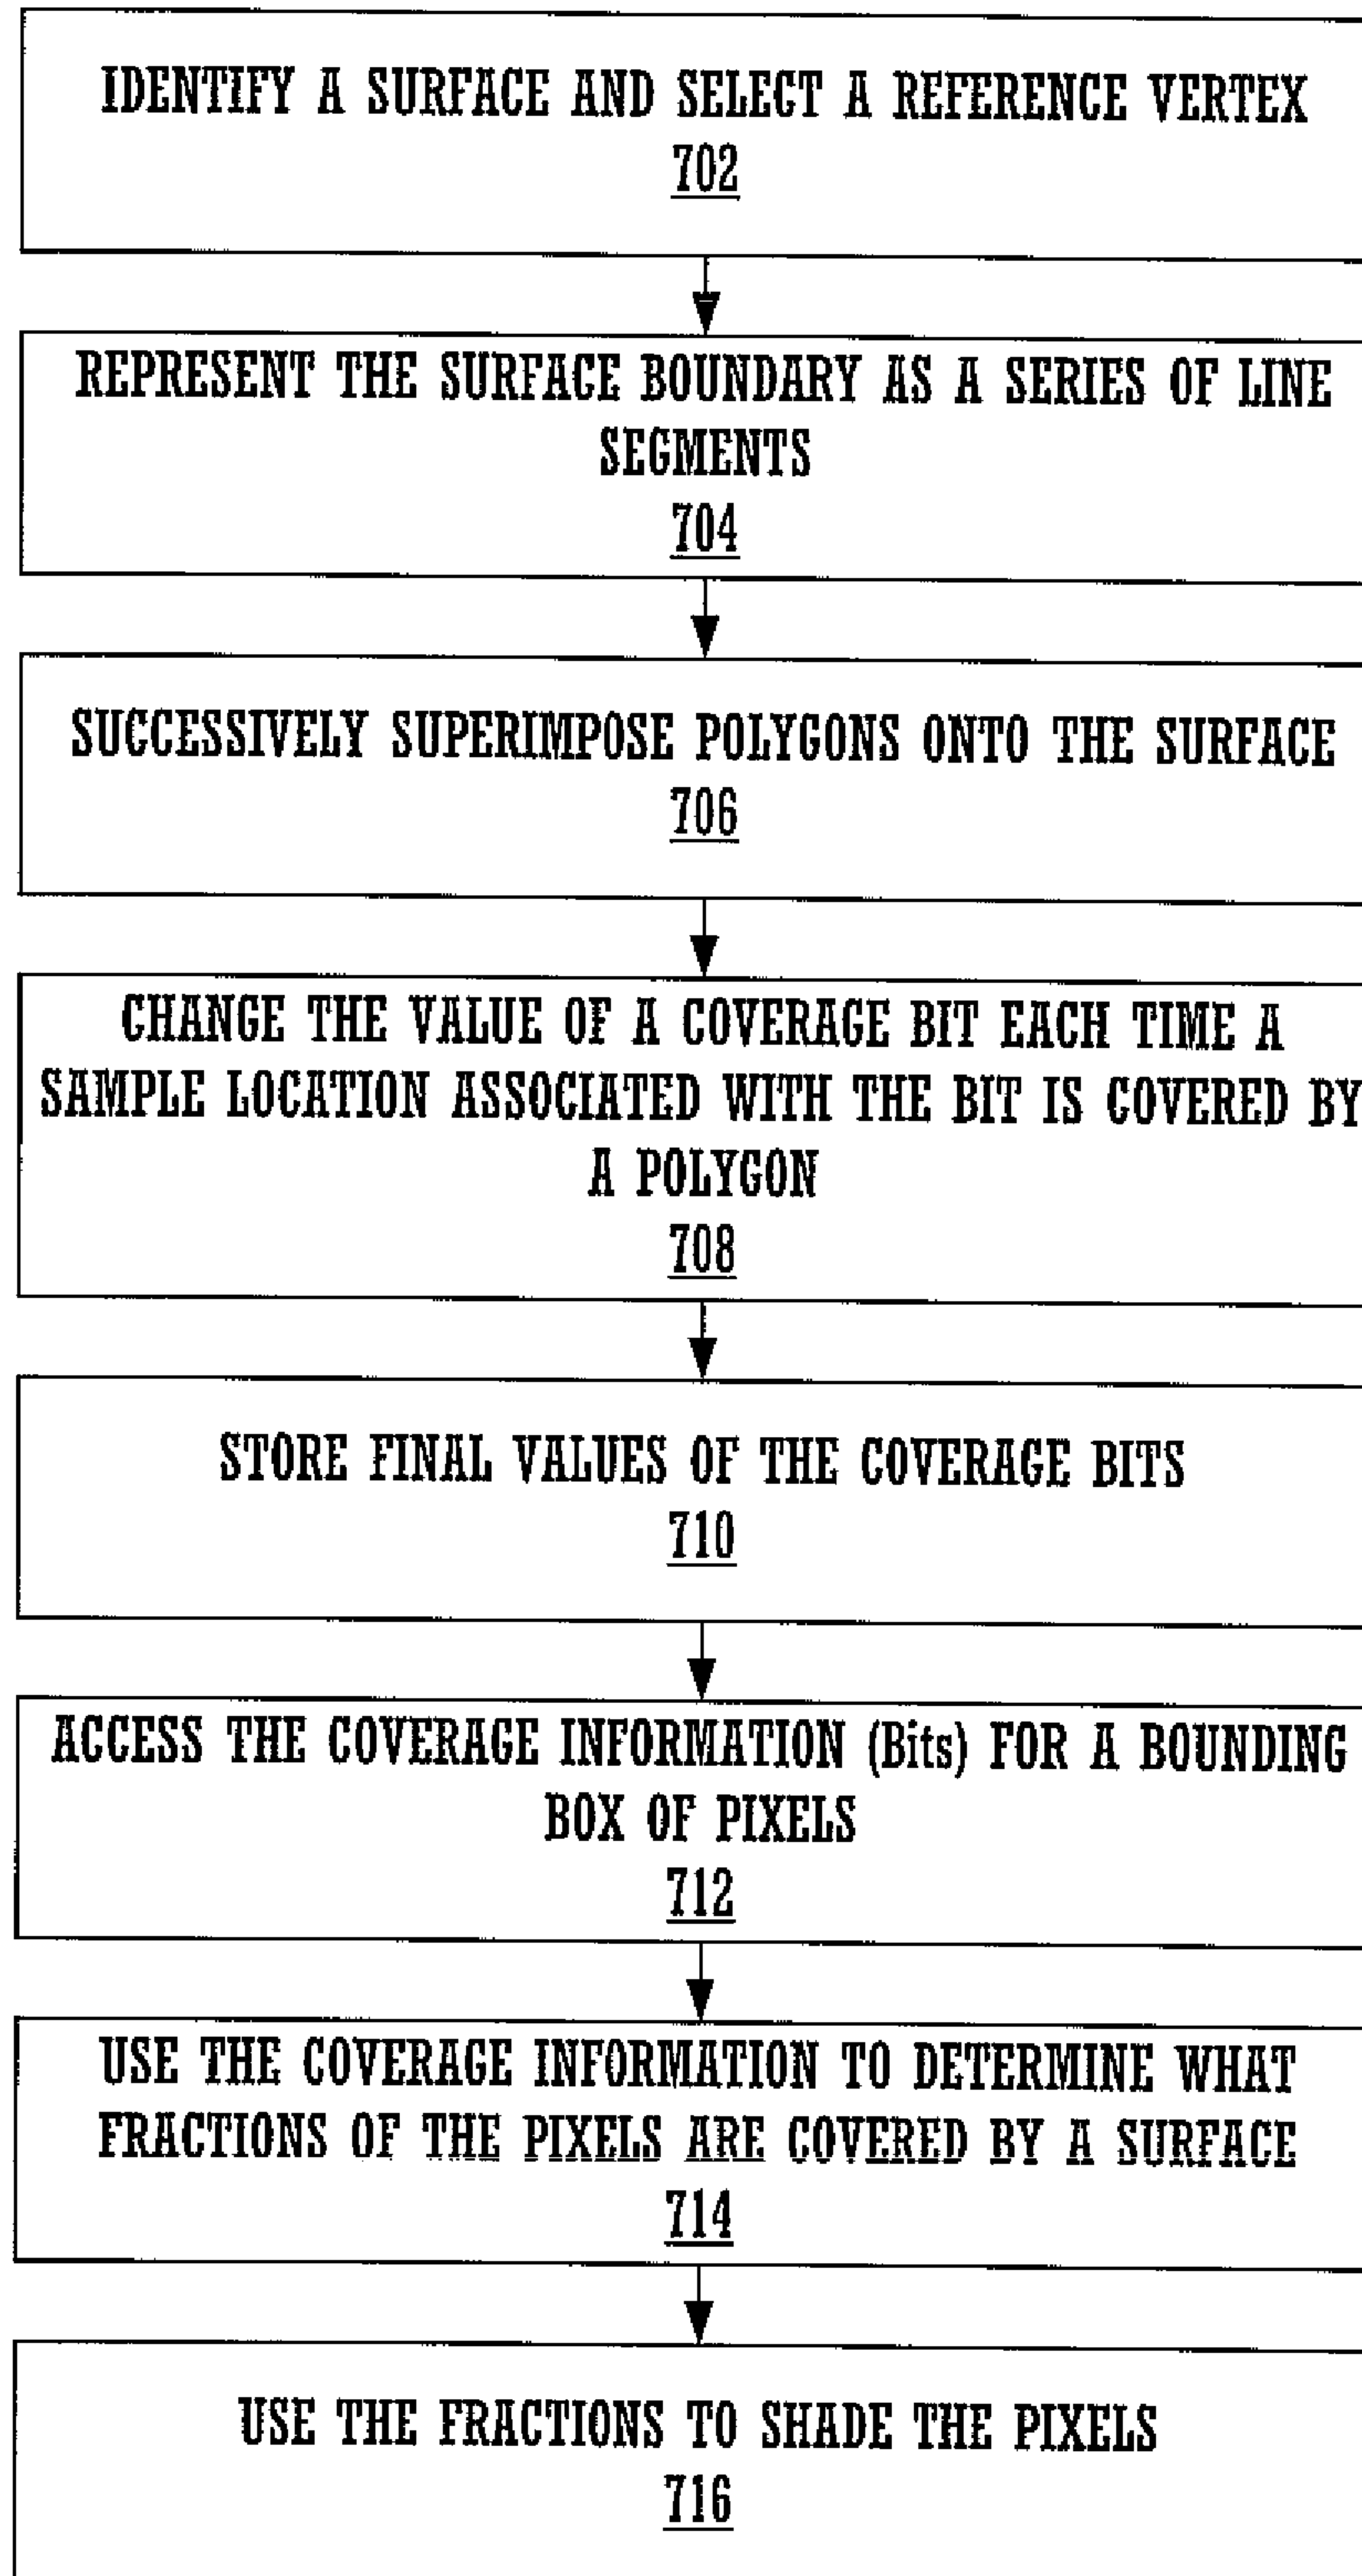 IDENTIFY A SURFACE AND SELECT A REFERENCE VERTEX
702
REPRESENT THE SURFACE BOUNDARY AS A SERIES OF LINE
SEGMENTS
704
SUCCESSIVELY SUPERIMPOSE POLYGONS ONTO THE SURFACE
706
CHANGE THE VALUE OF A COVERAGE BIT EACH TIME A
SAMPLE LOCATION ASSOCIATED WITH THE BIT IS COVERED BY
A POLYGON
708
STORE FINAL VALUES OF THE COVERAGE BITS
710
ACCESS THE COVERAGE INFORMATION (Bits) FOR A BOUNDING
BOX OF PIXELS
712
USE THE COVERAGE INFORMATION TO DETERMINE WHAT
FRACTIONS OF THE PIXELS ARE COVERED BY A SURFACE
714
USE THE FRACTIONS TO SHADE THE PIXELS
716